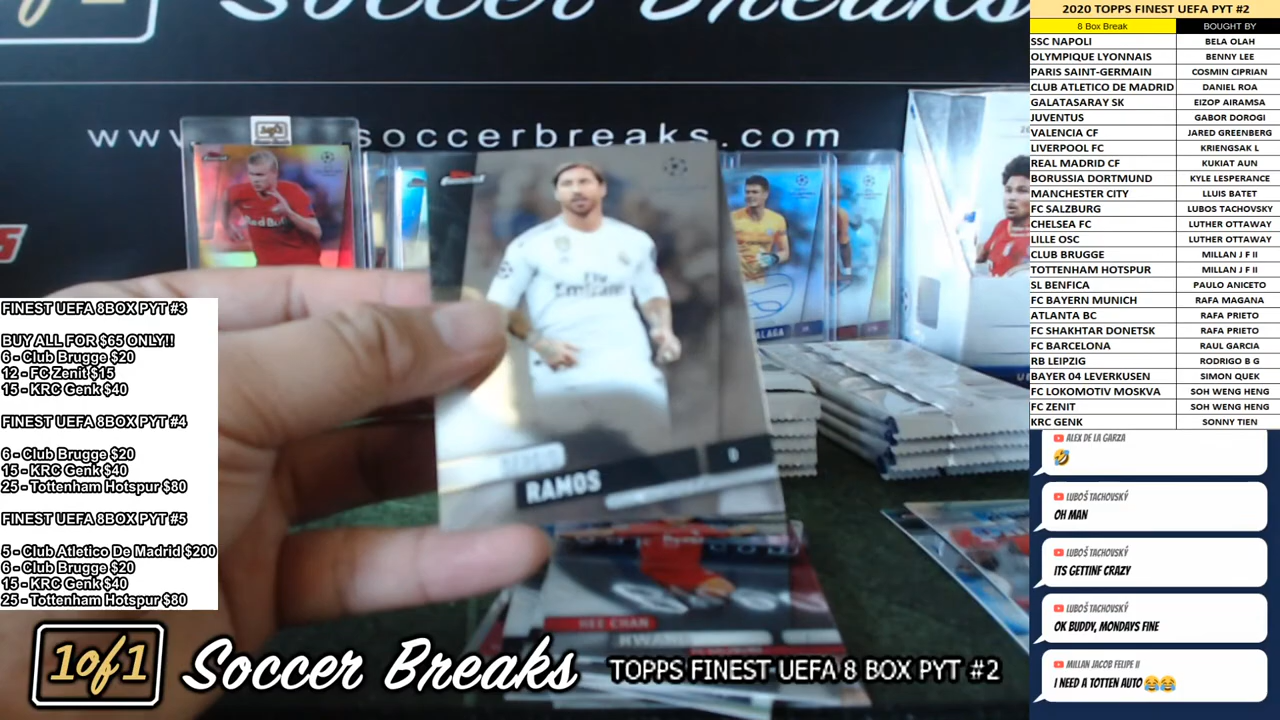 Soccer Breaks
www. soccerbreaks.com
Red Bull
Fly
Emirates
RAMOS
D
HEE CHAN
HWANG
FINEST UEFA 8BOX PYT #3
BUY ALL FOR $65 ONLY!!
6 - Club Brugge $20
12 - FC Zenit $15
15 - KRC Genk $40
FINEST UEFA 8BOX PYT #4
6 - Club Brugge $20
15 - KRC Genk $40
25 - Tottenham Hotspur $80
FINEST UEFA 8BOX PYT #5
5 - Club Atletico De Madrid $200
6 - Club Brugge $20
15 - KRC Genk $40
25 - Tottenham Hotspur $80
1of1 Soccer Breaks TOPPS FINEST UEFA 8 BOX PYT #2
2020 TOPPS FINEST UEFA PYT #2
8 Box Break BOUGHT BY
SSC NAPOLI BELA OLAH
OLYMPIQUE LYONNAIS BENNY LEE
PARIS SAINT-GERMAIN COSMIN CIPRIAN
CLUB ATLETICO DE MADRID DANIEL ROA
GALATASARAY SK EIZOP AIRAMSA
JUVENTUS GABOR DOROGI
VALENCIA CF JARED GREENBERG
LIVERPOOL FC KRIENGSAK L
REAL MADRID CF KUKIAT AUN
BORUSSIA DORTMUND KYLE LESPERANCE
MANCHESTER CITY LLUIS BATET
FC SALZBURG LUBOS TACHOVSKY
CHELSEA FC LUTHER OTTAWAY
LILLE OSC LUTHER OTTAWAY
CLUB BRUGGE MILLAN J F II
TOTTENHAM HOTSPUR MILLAN J F II
SL BENFICA PAULO ANICETO
FC BAYERN MUNICH RAFA MAGANA
ATLANTA BC RAFA PRIETO
FC SHAKHTAR DONETSK RAFA PRIETO
FC BARCELONA RAUL GARCIA
RB LEIPZIG RODRIGO B G
BAYER 04 LEVERKUSEN SIMON QUEK
FC LOKOMOTIV MOSKVA SOH WENG HENG
FC ZENIT SOH WENG HENG
KRC GENK SONNY TIEN
ALEX DE LA GARZA
🤣
LUBOŠ TACHOVSKÝ
OH MAN
LUBOŠ TACHOVSKÝ
ITS GETTINF CRAZY
LUBOŠ TACHOVSKÝ
OK BUDDY, MONDAYS FINE
MILLAN JACOB FELIPE II
I NEED A TOTTEN AUTO 😂😂